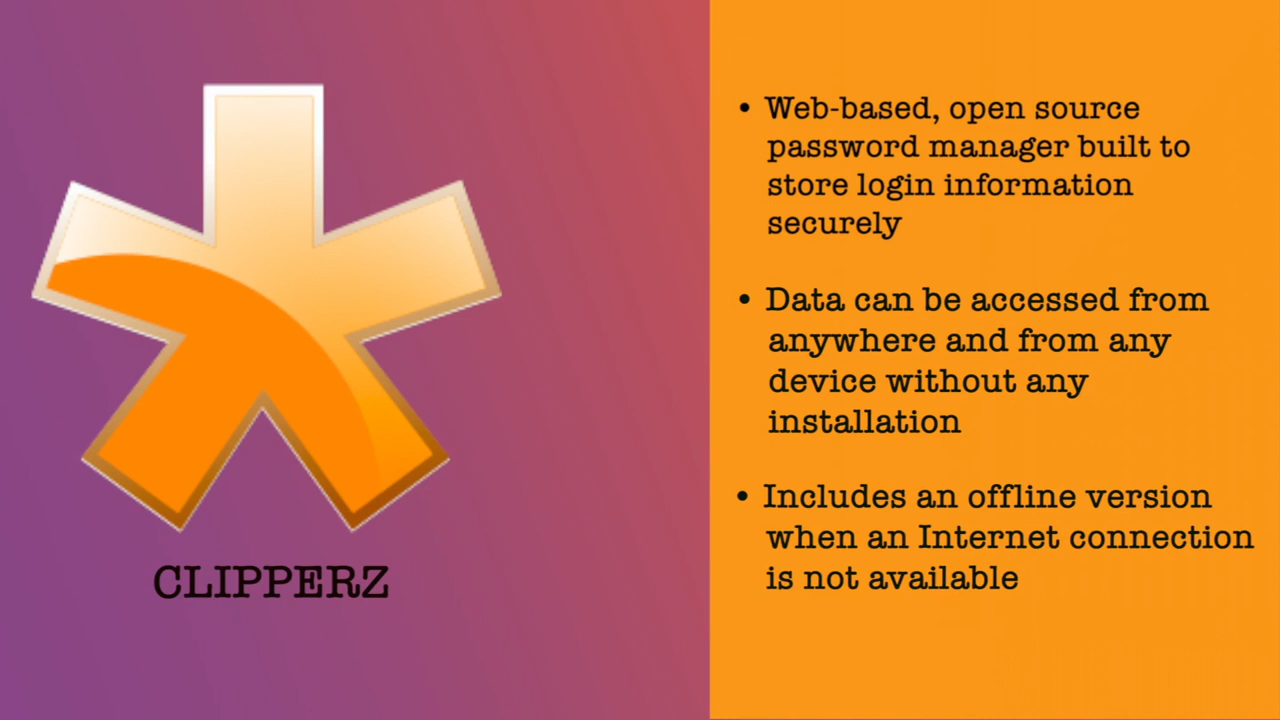 CLIPPERZ
• Web-based, open source
password manager built to
store login information
securely
• Data can be accessed from
anywhere and from any
device without any
installation
• Includes an offline version
when an Internet connection
is not available